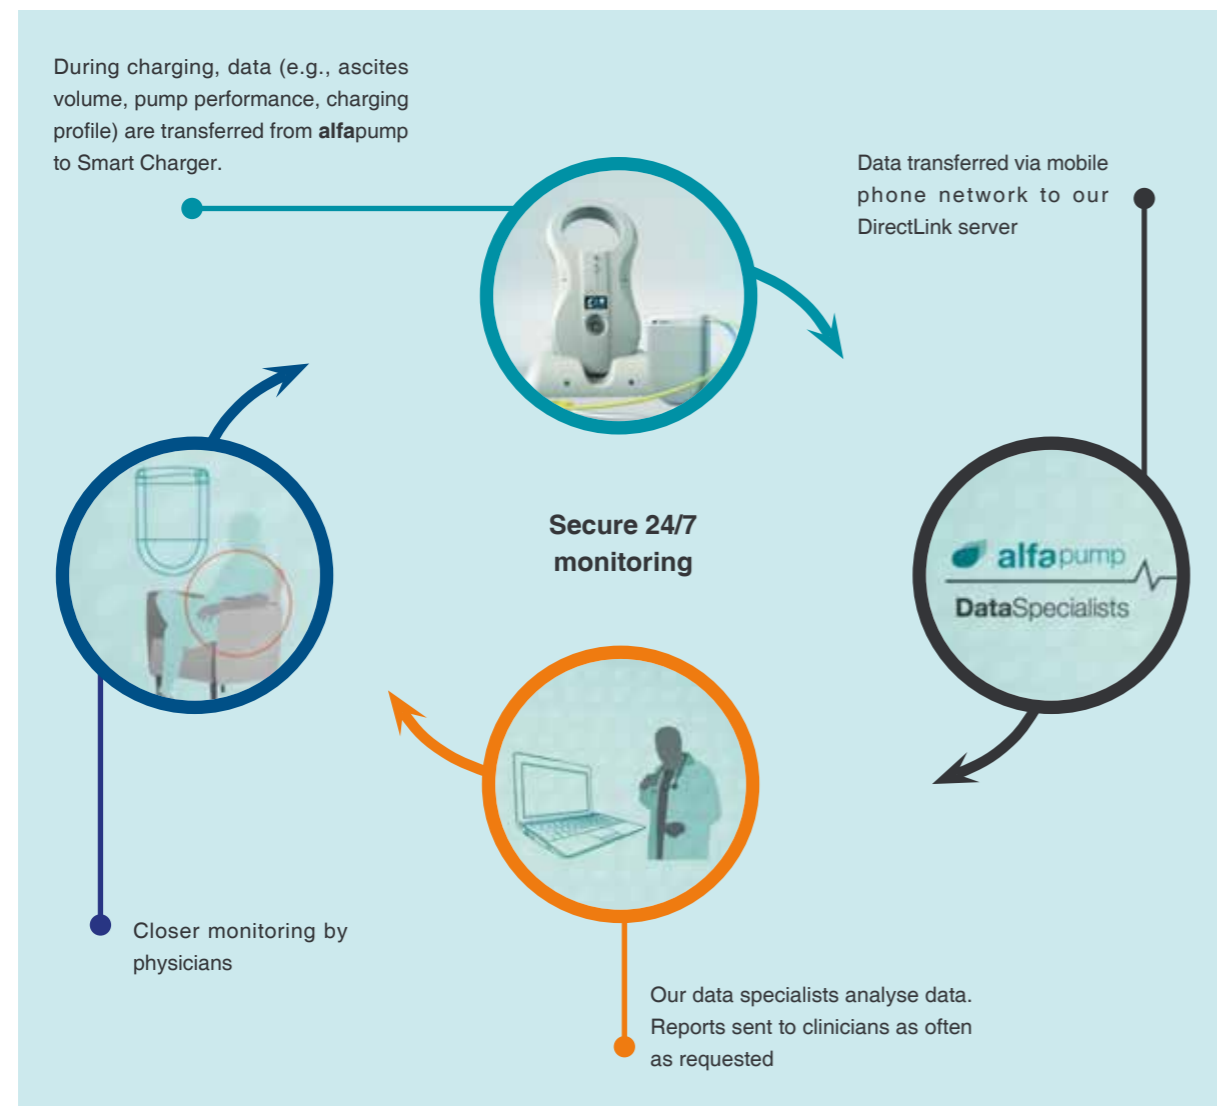 During charging, data (e.g., ascites
volume, pump performance, charging
profile) are transferred from alfapump
to Smart Charger.
Data transferred via mobile
phone network to our
DirectLink server
Secure 24/7
monitoring
alfapump
DataSpecialists
Closer monitoring by
physicians
Our data specialists analyse data.
Reports sent to clinicians as often
as requested